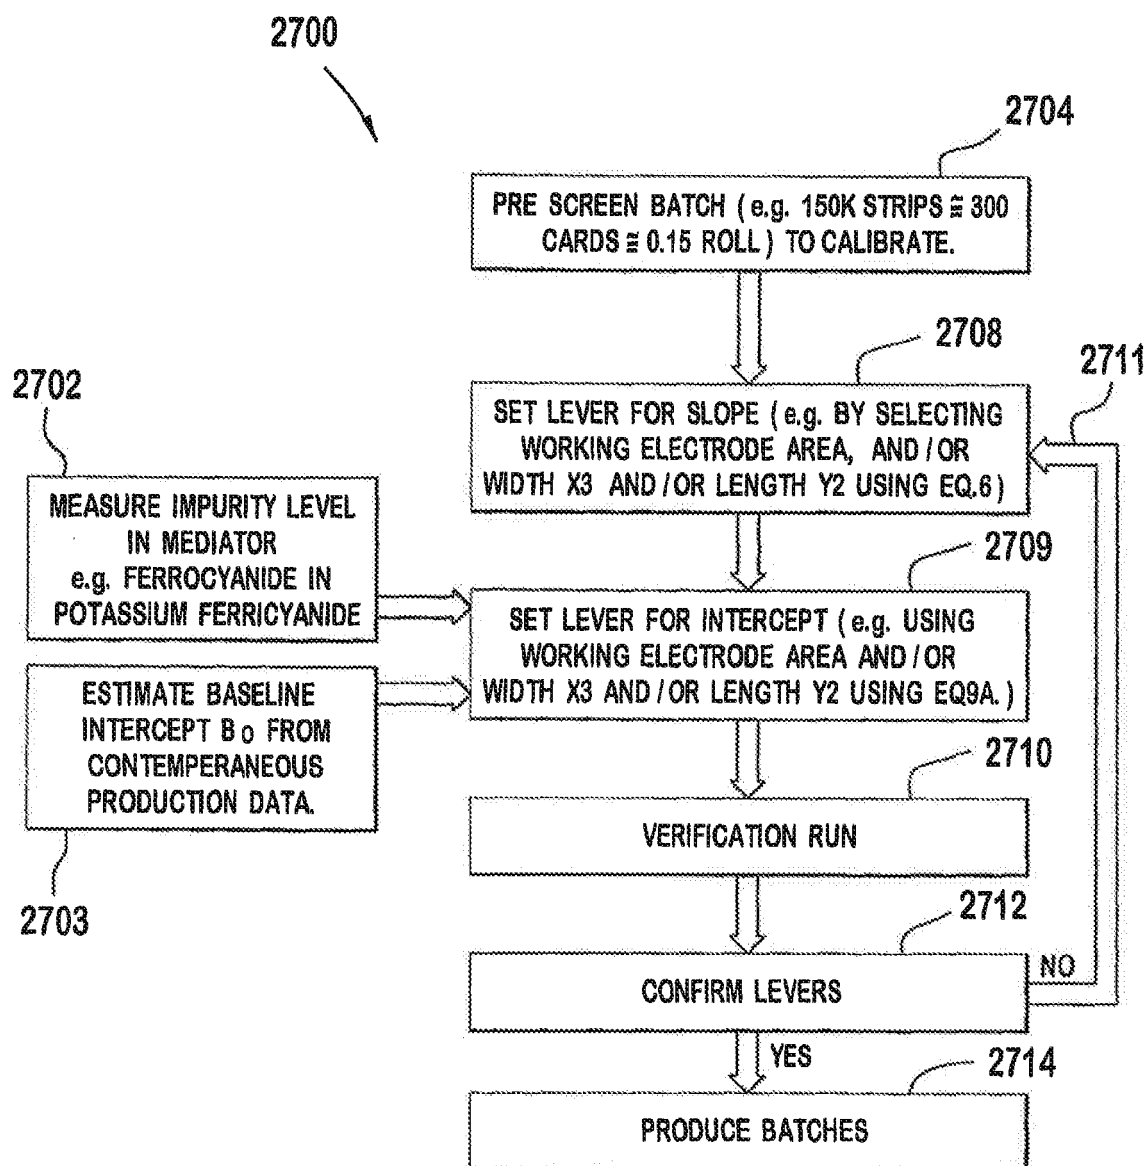 2700
2704
PRE SCREEN BATCH (e.g. 150K STRIPS ≅ 300
CARDS ≅ 0.15 ROLL) TO CALIBRATE.
2708
2711
SET LEVER FOR SLOPE (e.g. BY SELECTING
WORKING ELECTRODE AREA, AND/OR
WIDTH X3 AND/OR LENGTH Y2 USING EQ.6)
2702
MEASURE IMPURITY LEVEL
IN MEDIATOR
e.g. FERROCYANIDE IN
POTASSIUM FERRICYANIDE
2709
SET LEVER FOR INTERCEPT (e.g. USING
WORKING ELECTRODE AREA AND/OR
WIDTH X3 AND/OR LENGTH Y2 USING EQ9A.)
ESTIMATE BASELINE
INTERCEPT B0 FROM
CONTEMPERANEOUS
PRODUCTION DATA.
2703
2710
VERIFICATION RUN
2712
CONFIRM LEVERS
NO
YES
2714
PRODUCE BATCHES